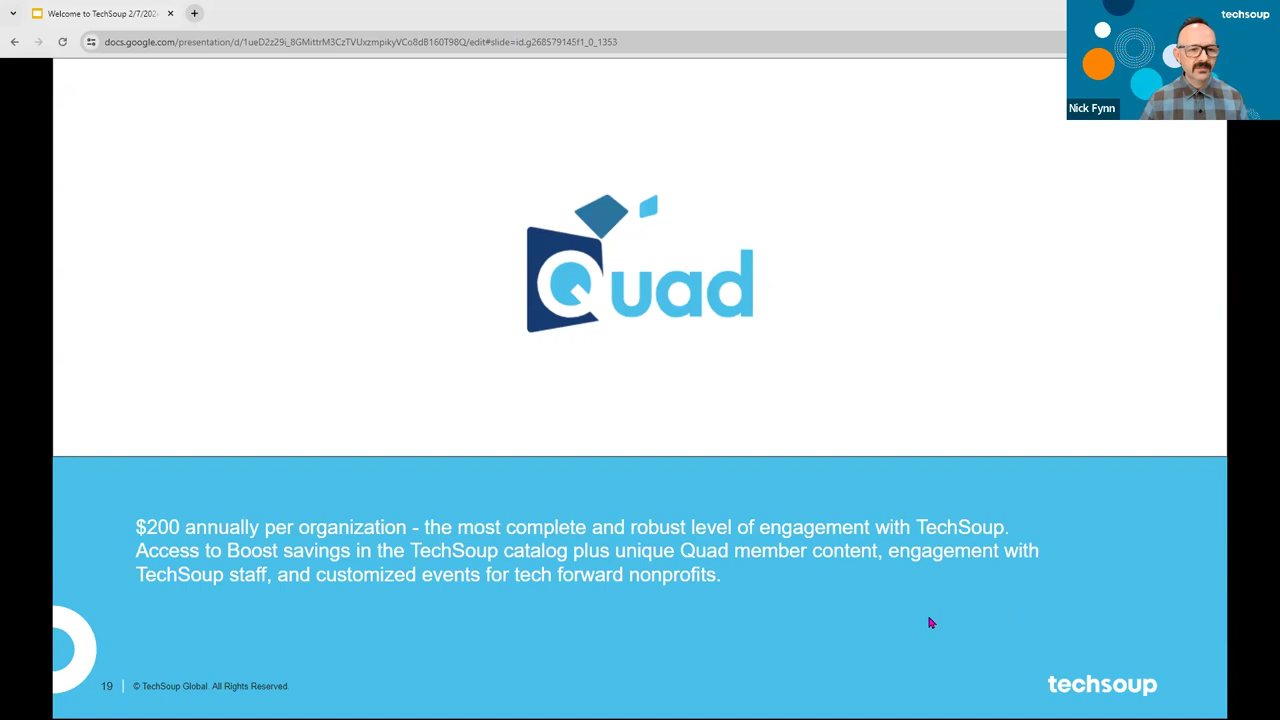 Welcome to TechSoup 2/7/202
docs.google.com/presentation/d/1ueD2z29i_8GMittrM3CzTVUxzmpikyVCo8dB160T98Q/edit#slide=id.g268579145f1_0_1353
techsoup
Nick Fynn
Quad
$200 annually per organization - the most complete and robust level of engagement with TechSoup.
Access to Boost savings in the TechSoup catalog plus unique Quad member content, engagement with
TechSoup staff, and customized events for tech forward nonprofits.
19
© TechSoup Global. All Rights Reserved.
techsoup